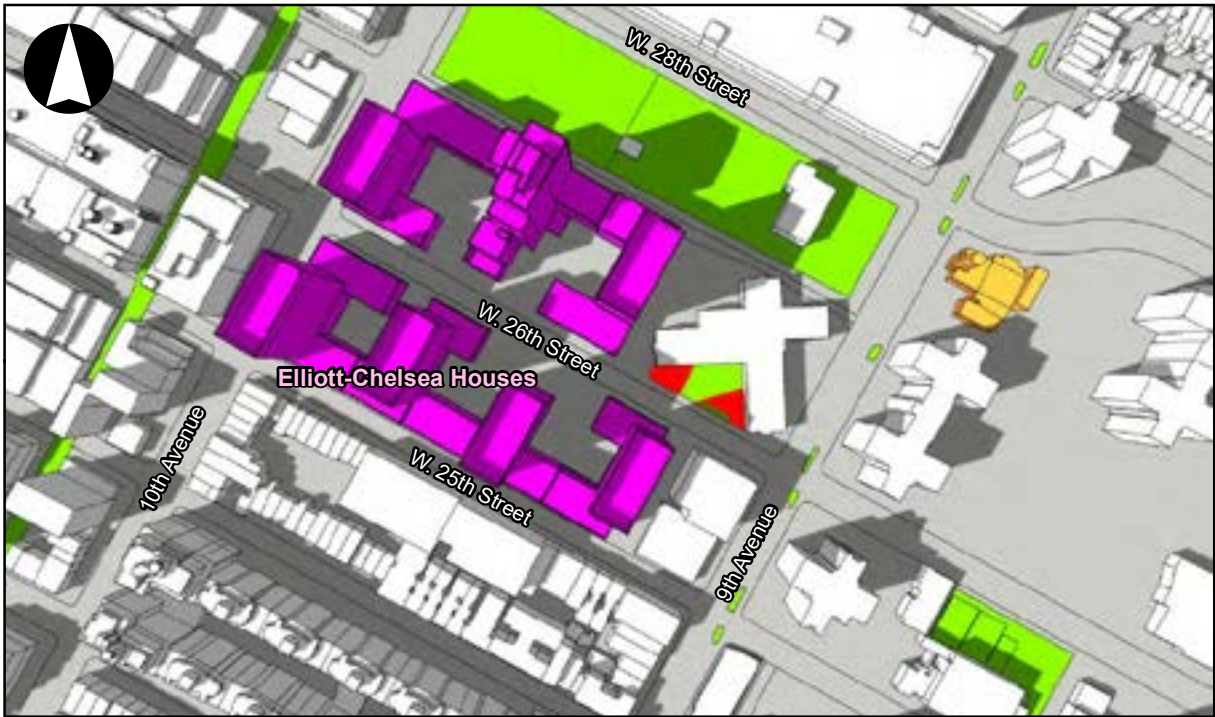 W. 28th Street
W. 26th Street
Elliott-Chelsea Houses
10th Avenue
W. 25th Street
9th Avenue